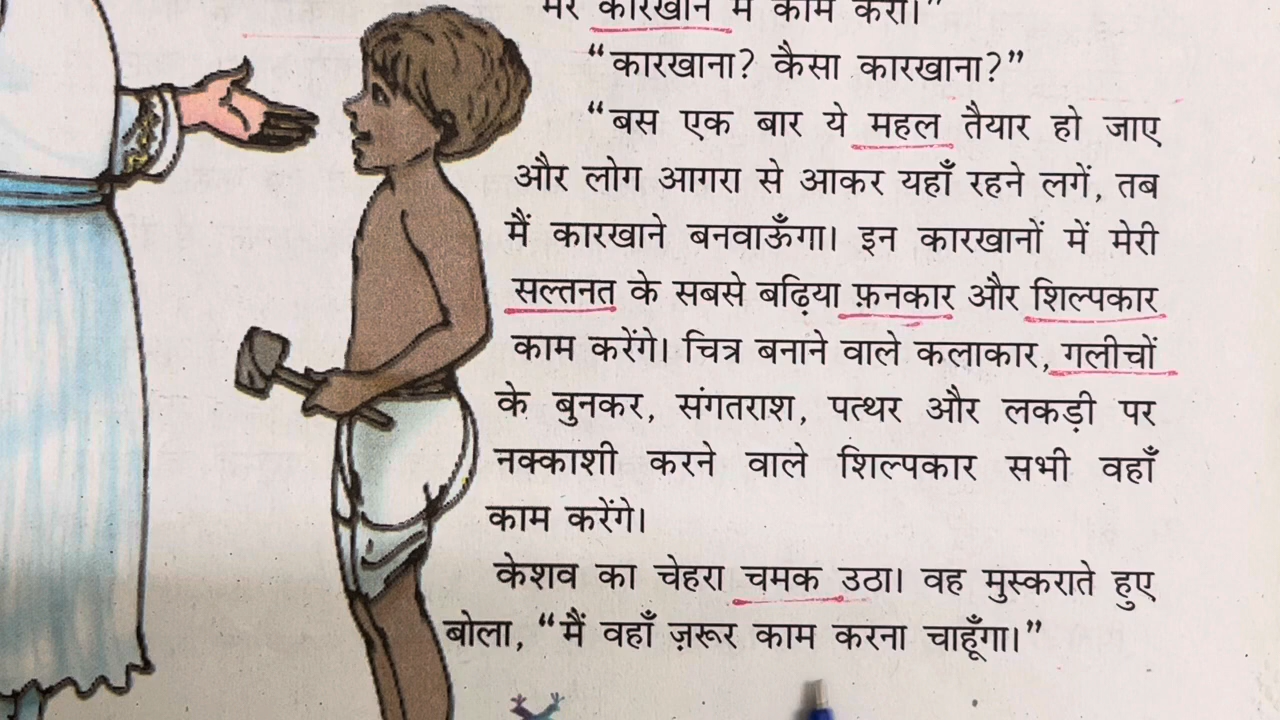 मेरे कारखाने में काम करो।”
“कारखाना? कैसा कारखाना?”
“बस एक बार ये महल तैयार हो जाए
और लोग आगरा से आकर यहाँ रहने लगें, तब
मैं कारखाने बनवाऊँगा। इन कारखानों में मेरी
सल्तनत के सबसे बढ़िया फ़नकार और शिल्पकार
काम करेंगे। चित्र बनाने वाले कलाकार, गलीचों
के बुनकर, संगतराश, पत्थर और लकड़ी पर
नक्काशी करने वाले शिल्पकार सभी वहाँ
काम करेंगे।
केशव का चेहरा चमक उठा। वह मुस्कराते हुए
बोला, “मैं वहाँ ज़रूर काम करना चाहूँगा।”